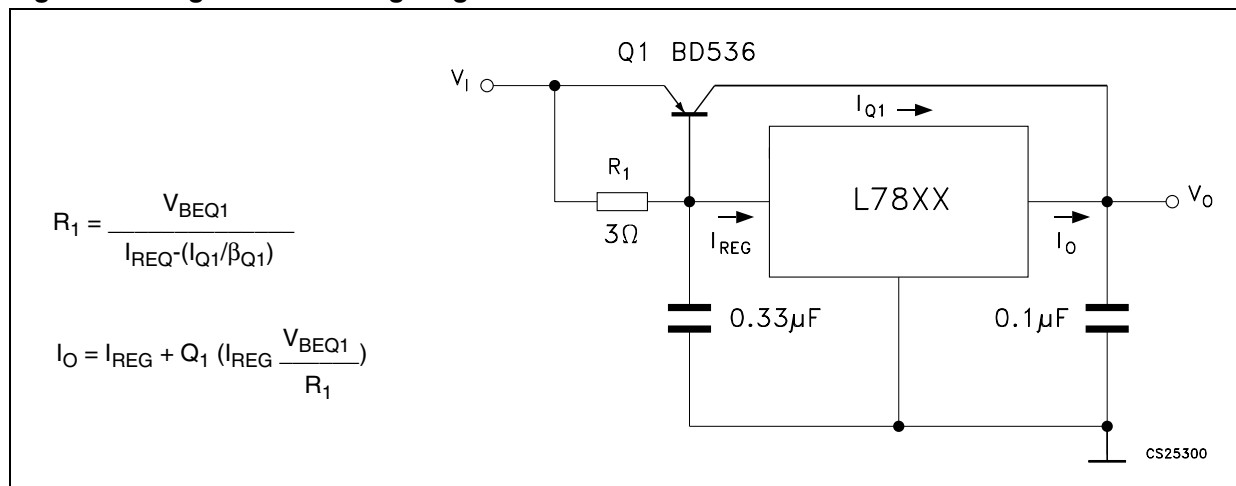 Q1 BD536
V_I
I_Q1
R_1
L78XX
V_O
3Ω
I_REG
I_O
0.33µF
0.1µF
CS25300
R_1 = V_BEQ1 / I_REQ-(I_Q1/β_Q1)
I_O = I_REG + Q_1 (I_REG V_BEQ1 / R_1)